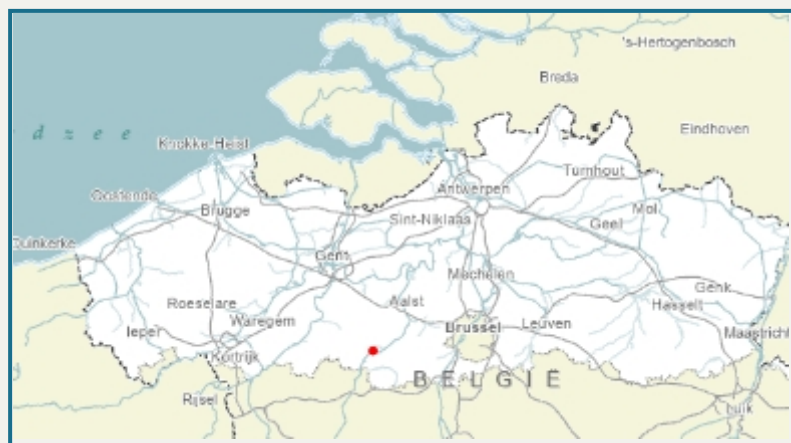 's-Hertogenbosch
Breda
Eindhoven
d z e e
Knokke-Heist
Turnhout
Antwerpen
Oostende
Brugge
Sint-Niklaas
Mol
Geel
Duinkerke
Gent
Mechelen
Genk
Roeselare
Aalst
Hasselt
Waregem
Brussel
Leuven
Ieper
Maastricht
Kortrijk
BELGIË
Rijsel
Luik